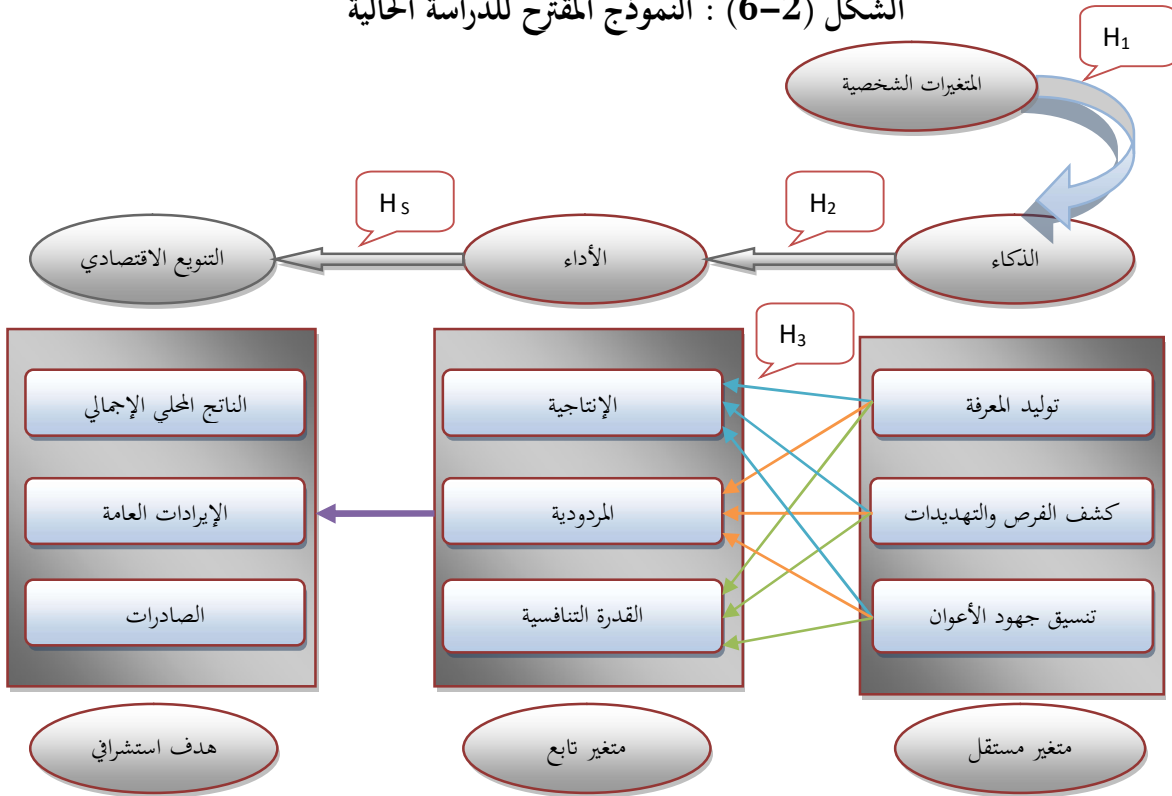 الشكل (2–6) : النموذج المقترح للدراسة الحالية
H1
المتغيرات الشخصية
H2
H S
الذكاء
الأداء
التنويع الاقتصادي
H3
توليد المعرفة
الإنتاجية
الناتج المحلي الإجمالي
كشف الفرص والتهديدات
المردودية
الإيرادات العامة
تنسيق جهود الأعوان
القدرة التنافسية
الصادرات
متغير مستقل
متغير تابع
هدف استشرافي